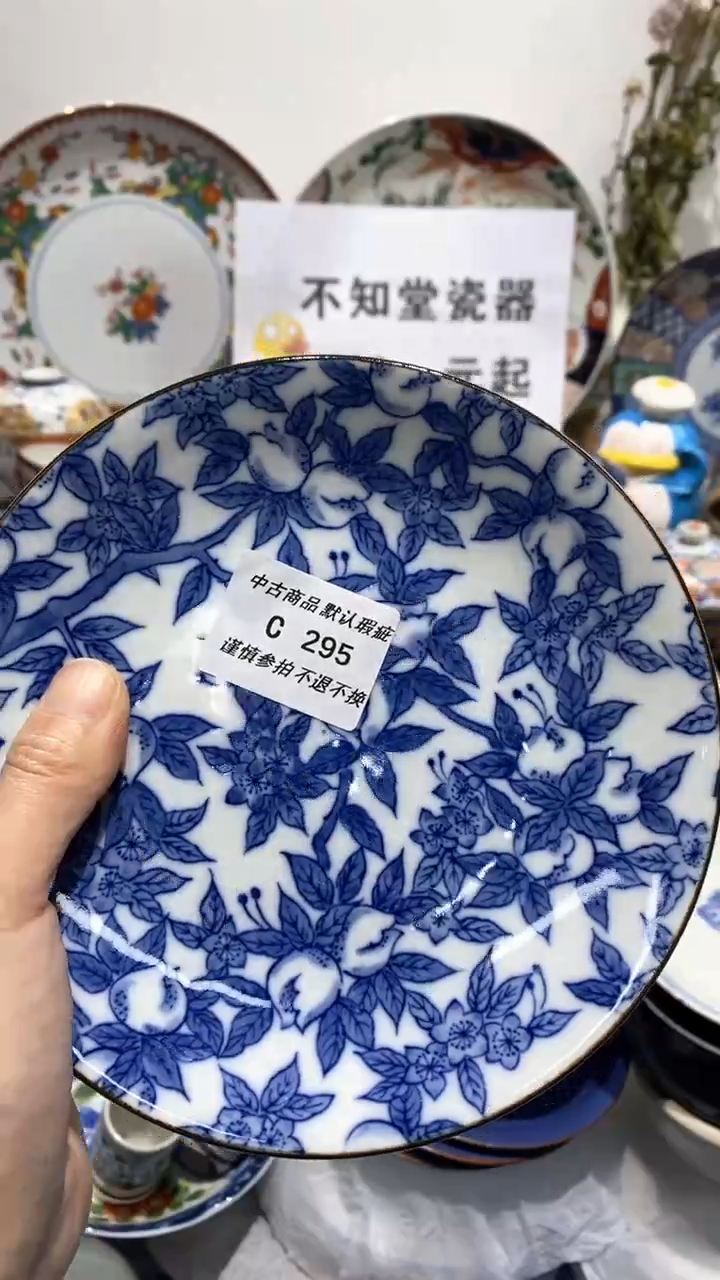 不知堂瓷器
元起
中古商品 默认瑕疵
C 295
谨慎参拍 不退不换